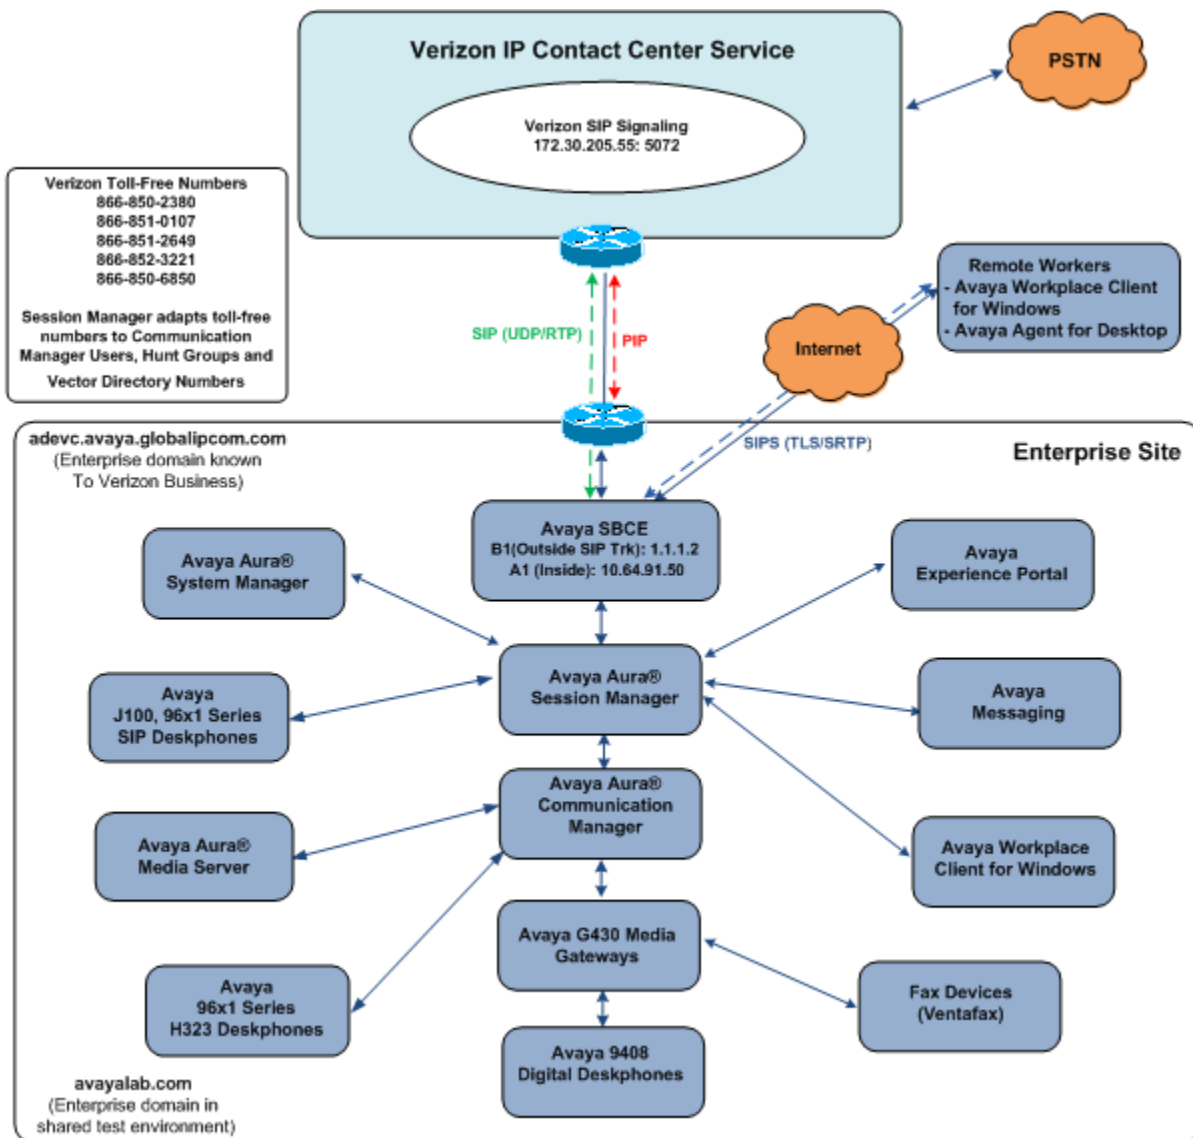 Verizon IP Contact Center Service
PSTN
Verizon SIP Signaling
172.30.205.55: 5072
Verizon Toll-Free Numbers
866-850-2380
866-851-0107
866-851-2649
866-852-3221
866-850-6850
Session Manager adapts toll-free
numbers to Communication
Manager Users, Hunt Groups and
Vector Directory Numbers
Remote Workers
- Avaya Workplace Client
for Windows
- Avaya Agent for Desktop
SIP (UDP/RTP)
PIP
Internet
adevc.avaya.globalipcom.com
(Enterprise domain known
To Verizon Business)
SIPS (TLS/SRTP)
Enterprise Site
Avaya SBCE
B1(Outside SIP Trk): 1.1.1.2
A1 (Inside): 10.64.91.50
Avaya Aura®
System Manager
Avaya
Experience Portal
Avaya Aura®
Session Manager
Avaya
J100, 96x1 Series
SIP Deskphones
Avaya
Messaging
Avaya Aura®
Communication
Manager
Avaya Aura®
Media Server
Avaya Workplace
Client for Windows
Avaya G430 Media
Gateways
Avaya
96x1 Series
H323 Deskphones
Fax Devices
(Ventafax)
Avaya 9408
Digital Deskphones
avayalab.com
(Enterprise domain in
shared test environment)